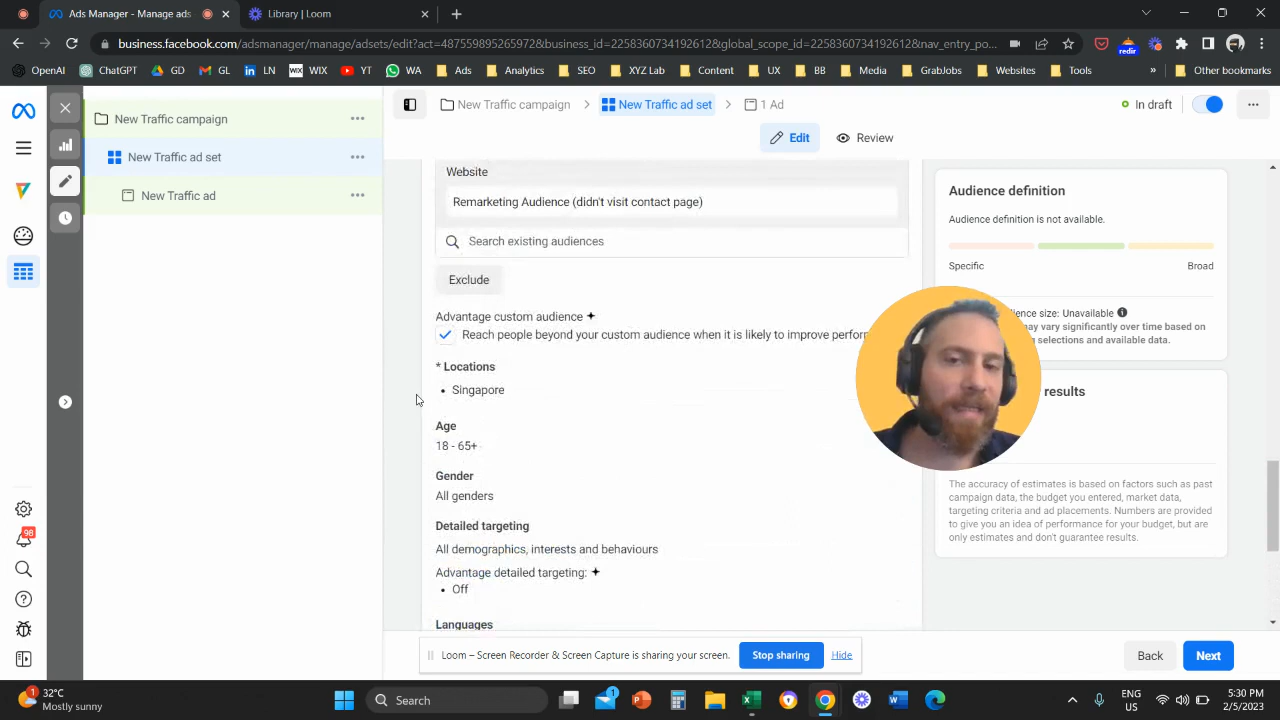 Ads Manager - Manage ads
Library | Loom
business.facebook.com/adsmanager/manage/adsets/edit?act=487559895265972&business_id=2258360734192612&global_scope_id=2258360734192612&nav_entry_po...
redir
OpenAI ChatGPT GD GL LN WIX WIX YT WA Ads Analytics SEO XYZ Lab Content UX BB Media GrabJobs Websites Tools » Other bookmarks
New Traffic campaign
New Traffic ad set
New Traffic ad
New Traffic campaign > New Traffic ad set > 1 Ad
In draft
Edit
Review
Website
Remarketing Audience (didn't visit contact page)
Search existing audiences
Exclude
Advantage custom audience
Reach people beyond your custom audience when it is likely to improve perfor
* Locations
• Singapore
Age
18 - 65+
Gender
All genders
Detailed targeting
All demographics, interests and behaviours
Advantage detailed targeting:
• Off
Languages
Audience definition
Audience definition is not available.
Specific
Broad
dience size: Unavailable
may vary significantly over time based on
selections and available data.
results
The accuracy of estimates is based on factors such as past
campaign data, the budget you entered, market data,
targeting criteria and ad placements. Numbers are provided
to give you an idea of performance for your budget, but are
only estimates and don't guarantee results.
98
Loom – Screen Recorder & Screen Capture is sharing your screen.
Stop sharing
Hide
Back
Next
1
32°C
Mostly sunny
Search
1
ENG
US
5:30 PM
2/5/2023